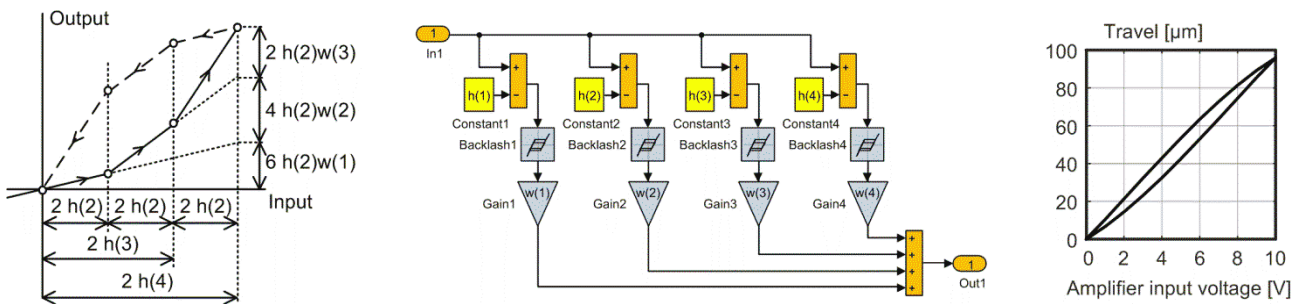 Output
2 h(2)w(3)
4 h(2)w(2)
6 h(2)w(1)
Input
2 h(2) 2 h(2) 2 h(2)
2 h(3)
2 h(4)
1
In1
+ + + +
h(1) − h(2) − h(3) − h(4) −
Constant1 Constant2 Constant3 Constant4
Backlash1 Backlash2 Backlash3 Backlash4
w(1) w(2) w(3) w(4)
Gain1 Gain2 Gain3 Gain4
+
+
+
+
1
Out1
Travel [µm]
100
80
60
40
20
0
0 2 4 6 8 10
Amplifier input voltage [V]